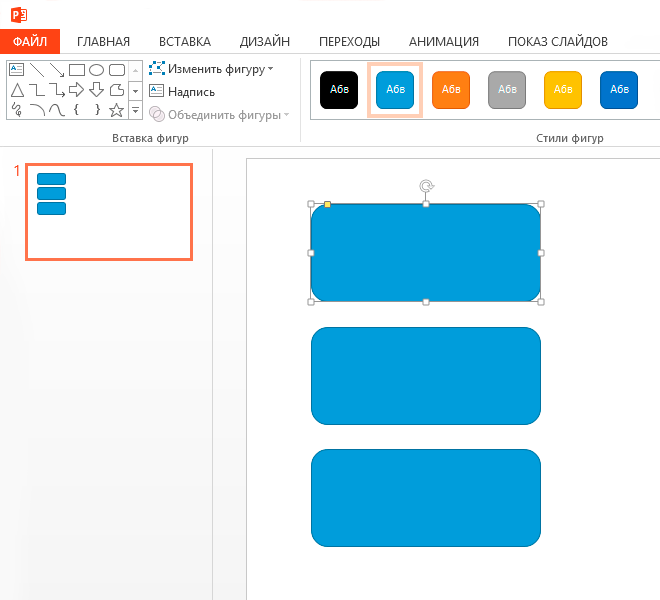 P
ФАЙЛ ГЛАВНАЯ ВСТАВКА ДИЗАЙН ПЕРЕХОДЫ АНИМАЦИЯ ПОКАЗ СЛАЙДОВ
Изменить фигуру
Надпись
Объединить фигуры
Вставка фигур
Абв Абв Абв Абв Абв Абв
Стили фигур
1